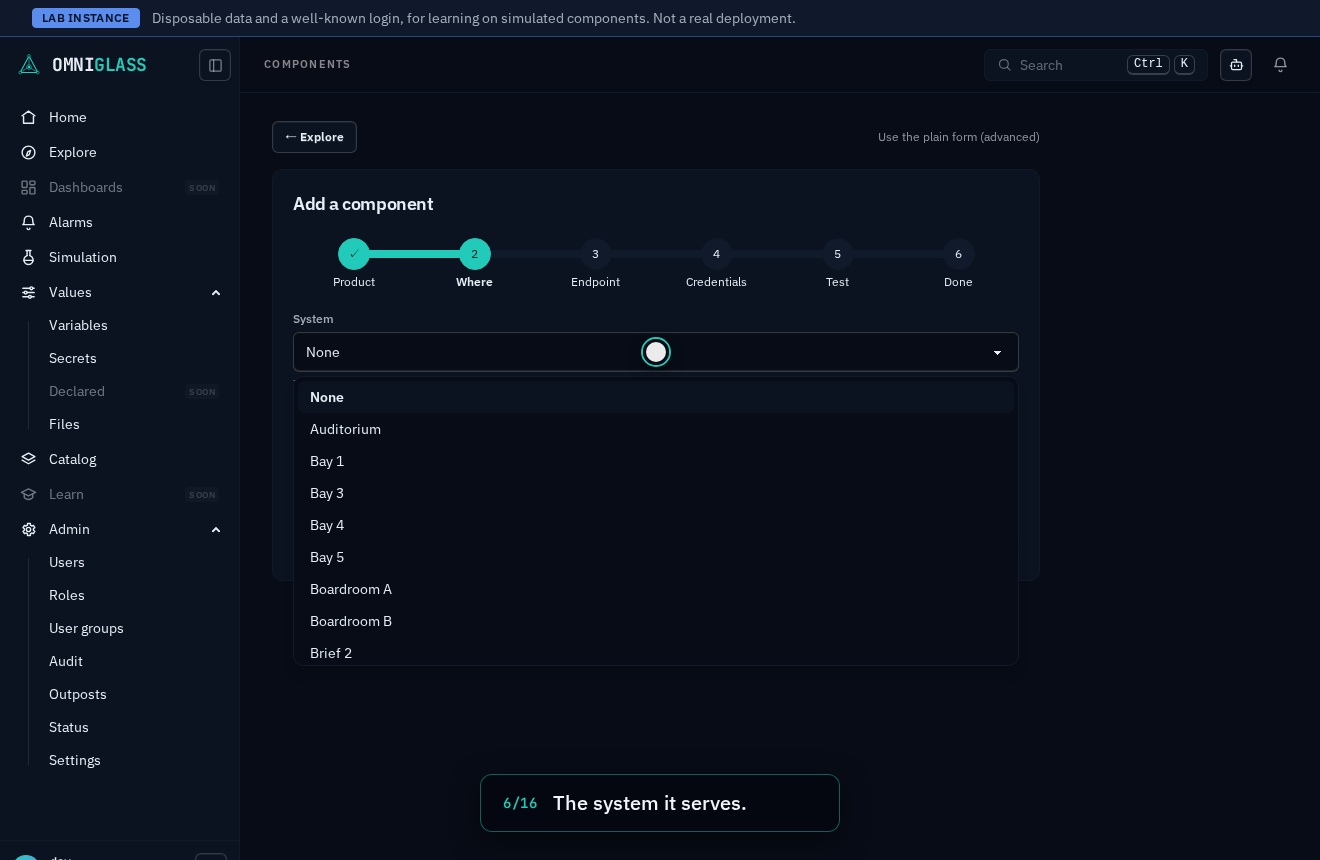 LAB INSTANCE Disposable data and a well-known login, for learning on simulated components. Not a real deployment.
OMNIGLASS
COMPONENTS
Search Ctrl K
Home
Explore
Dashboards SOON
Alarms
Simulation
Values
Variables
Secrets
Declared SOON
Files
Catalog
Learn SOON
Admin
Users
Roles
User groups
Audit
Outposts
Status
Settings
← Explore
Use the plain form (advanced)
Add a component
✓ 2 3 4 5 6
Product Where Endpoint Credentials Test Done
System
None
None
Auditorium
Bay 1
Bay 3
Bay 4
Bay 5
Boardroom A
Boardroom B
Brief 2
6/16 The system it serves.